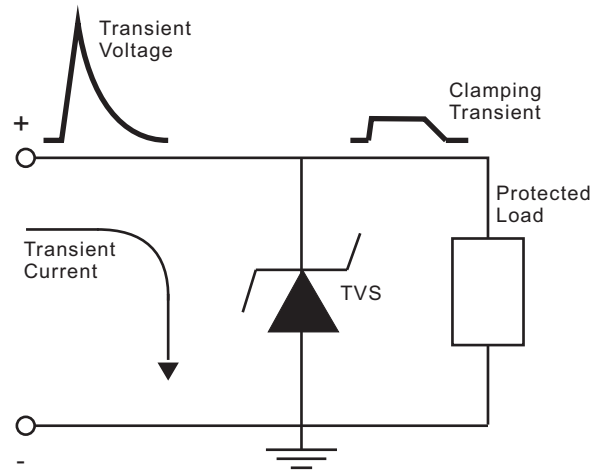 Transient
Voltage
Clamping
Transient
+
Protected
Load
Transient
Current
TVS
-